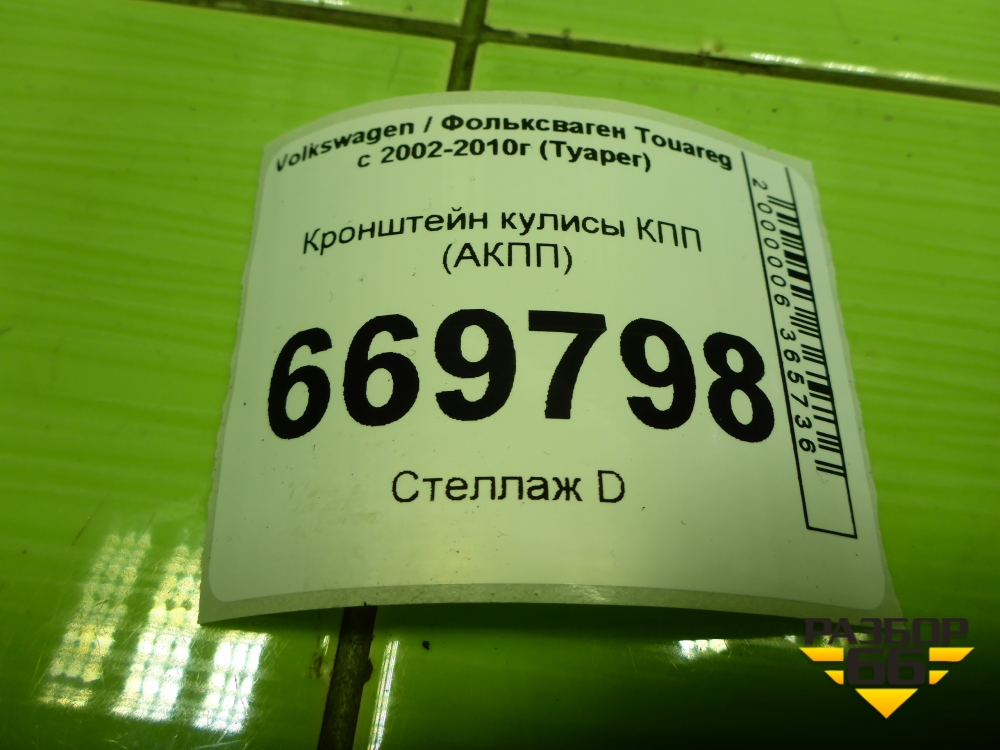 Volkswagen / Фольксваген Touareg
с 2002-2010г (Туарег)
Кронштейн кулисы КПП
(АКПП)
669798
Стеллаж D
2000006365736
РАЗБОР
66